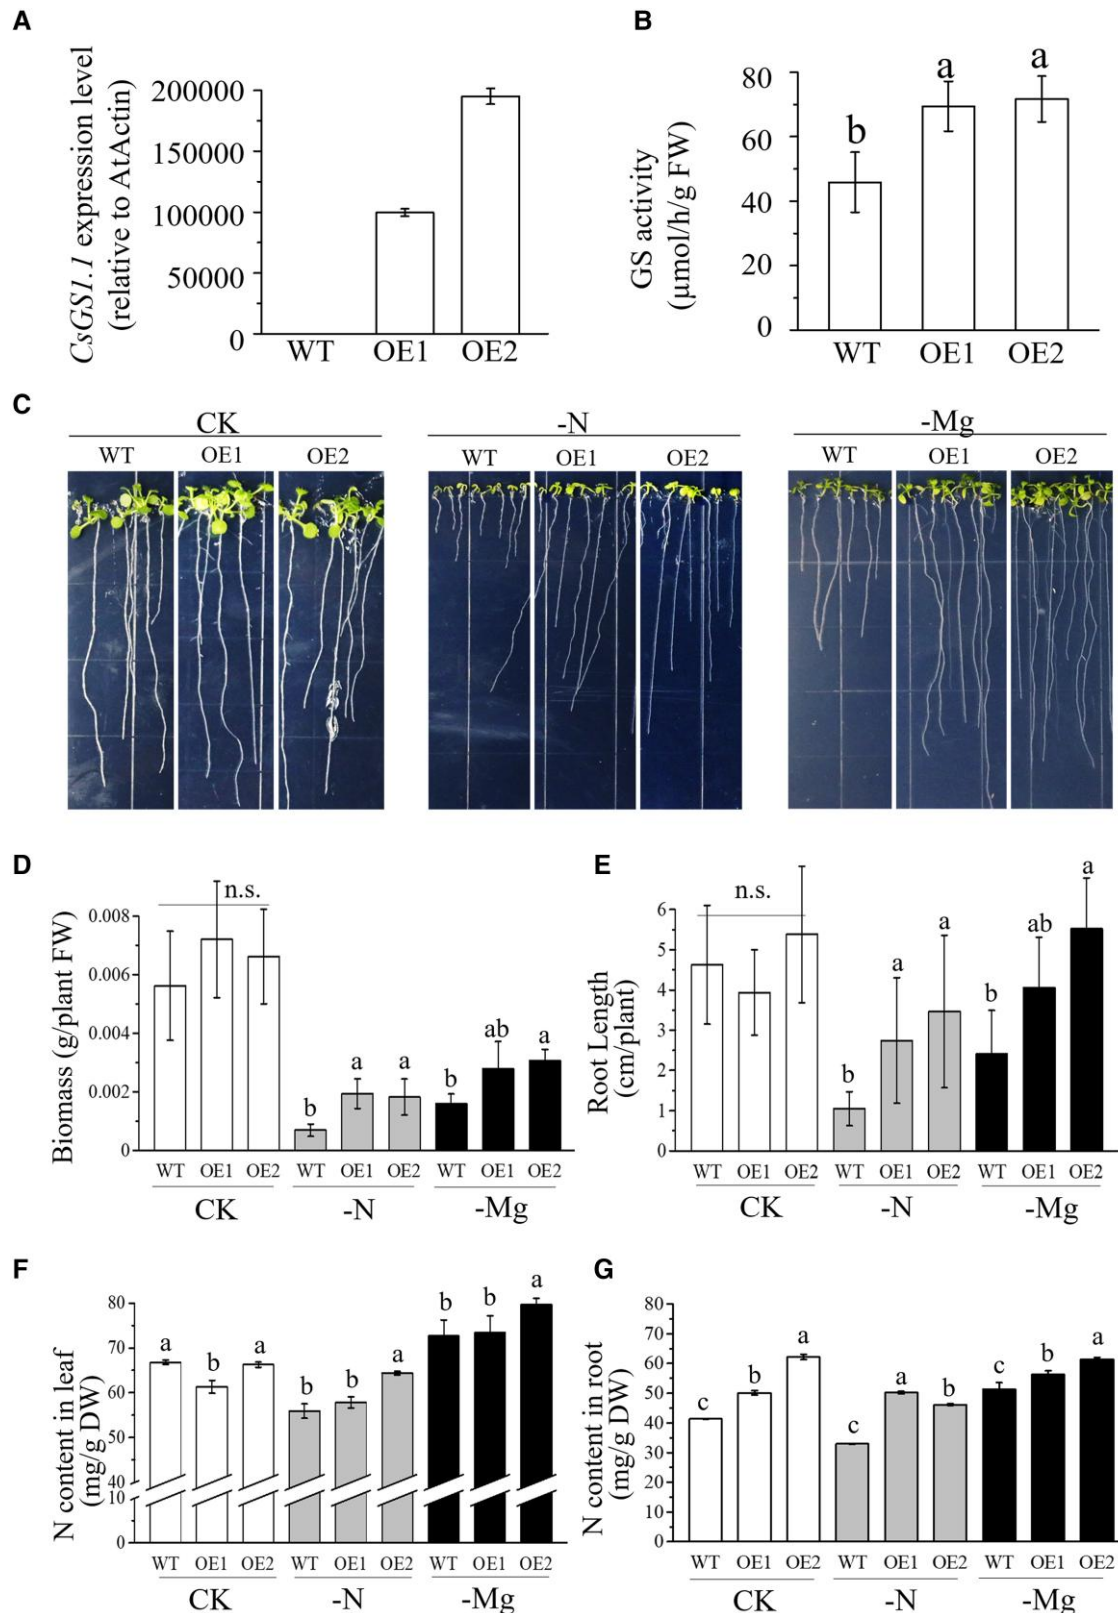 A
CsGS1.1 expression level
(relative to AtActin)
200000
150000
100000
50000
0
WT OE1 OE2
B
GS activity
(μmol/h/g FW)
80
60
40
20
0
b a a
WT OE1 OE2
C
CK -N -Mg
WT OE1 OE2 WT OE1 OE2 WT OE1 OE2
D
Biomass (g/plant FW)
0.008
0.006
0.004
0.002
0
n.s.
b a a b ab a
WT OE1 OE2 WT OE1 OE2 WT OE1 OE2
CK -N -Mg
E
Root Length
(cm/plant)
6
5
4
3
2
1
0
n.s.
b a a b ab a
WT OE1 OE2 WT OE1 OE2 WT OE1 OE2
CK -N -Mg
F
N content in leaf
(mg/g DW)
80
70
60
50
40
10
0
a b a b b a b b a
WT OE1 OE2 WT OE1 OE2 WT OE1 OE2
CK -N -Mg
G
N content in root
(mg/g DW)
80
70
60
50
40
30
20
10
0
c b a c a b c b a
WT OE1 OE2 WT OE1 OE2 WT OE1 OE2
CK -N -Mg